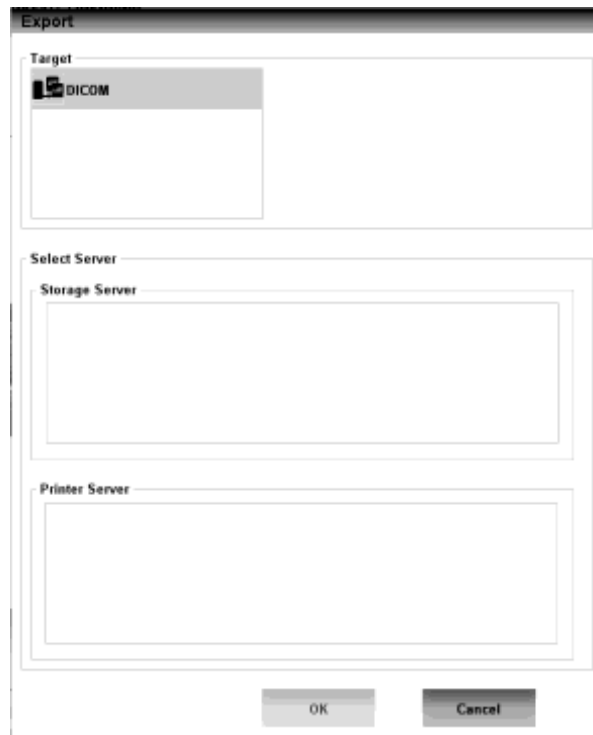 Export
Target
DICOM
Select Server
Storage Server
Printer Server
OK
Cancel